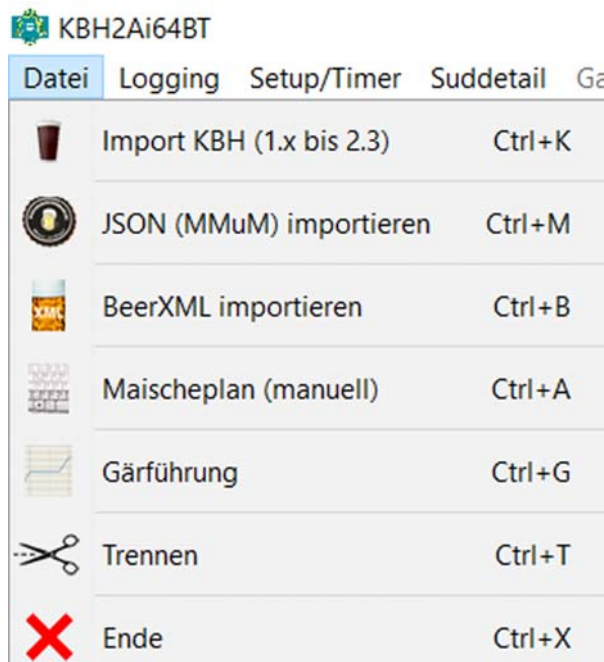 KBH2Ai64BT
Datei Logging Setup/Timer Suddetail Ga
Import KBH (1.x bis 2.3) Ctrl+K
JSON (MMuM) importieren Ctrl+M
XML BeerXML importieren Ctrl+B
Maischeplan (manuell) Ctrl+A
Gärführung Ctrl+G
Trennen Ctrl+T
Ende Ctrl+X